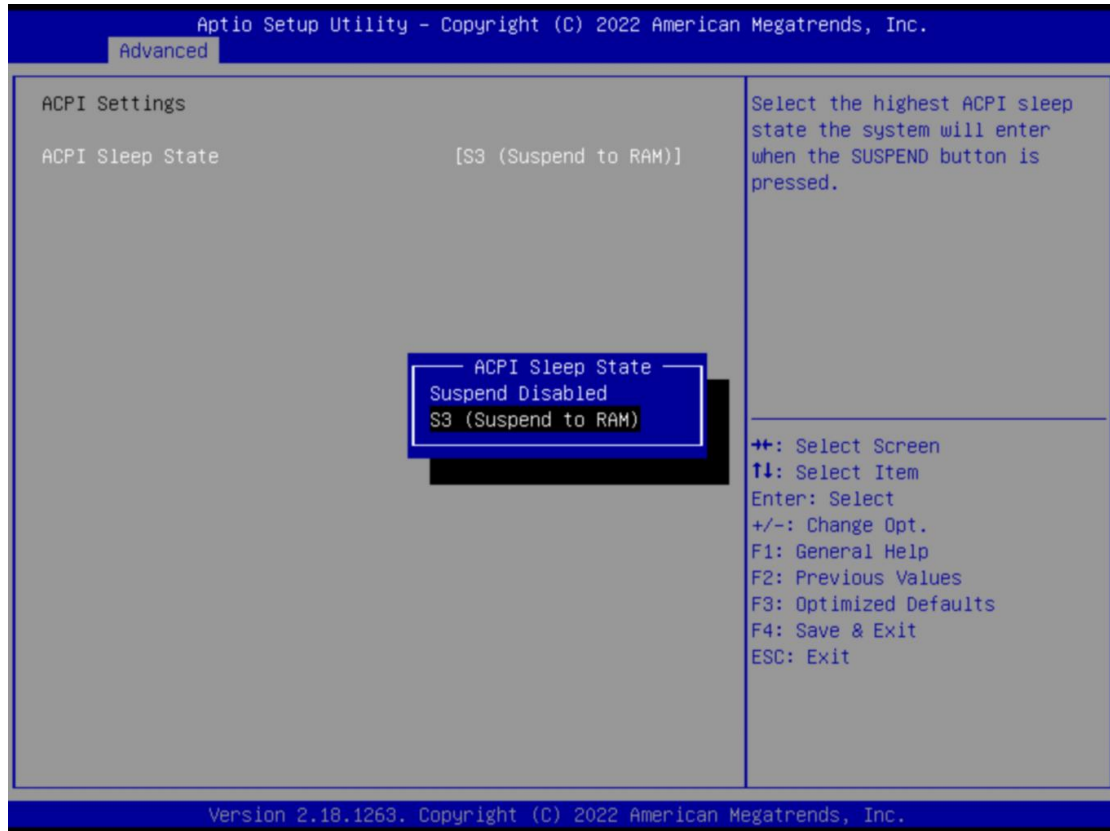 Aptio Setup Utility – Copyright (C) 2022 American Megatrends, Inc.
Advanced
ACPI Settings
ACPI Sleep State [S3 (Suspend to RAM)]
Select the highest ACPI sleep
state the system will enter
when the SUSPEND button is
pressed.
ACPI Sleep State
Suspend Disabled
S3 (Suspend to RAM)
→←: Select Screen
↑↓: Select Item
Enter: Select
+/-: Change Opt.
F1: General Help
F2: Previous Values
F3: Optimized Defaults
F4: Save & Exit
ESC: Exit
Version 2.18.1263. Copyright (C) 2022 American Megatrends, Inc.